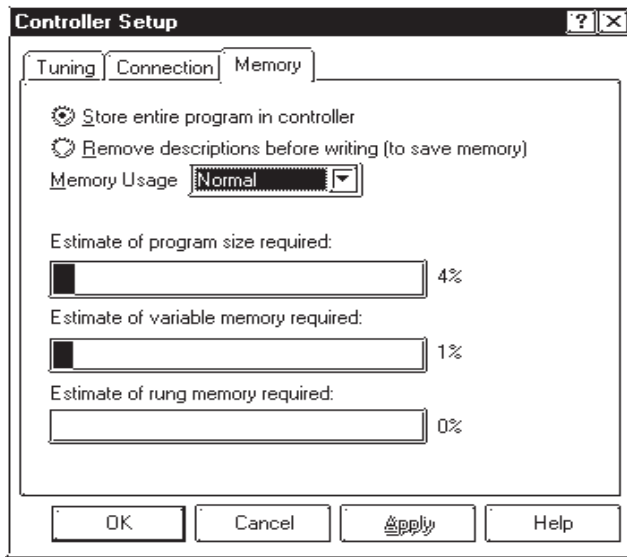 Controller Setup
Tuning Connection Memory
Store entire program in controller
Remove descriptions before writing (to save memory)
Memory Usage Normal
Estimate of program size required:
4%
Estimate of variable memory required:
1%
Estimate of rung memory required:
0%
OK Cancel Apply Help